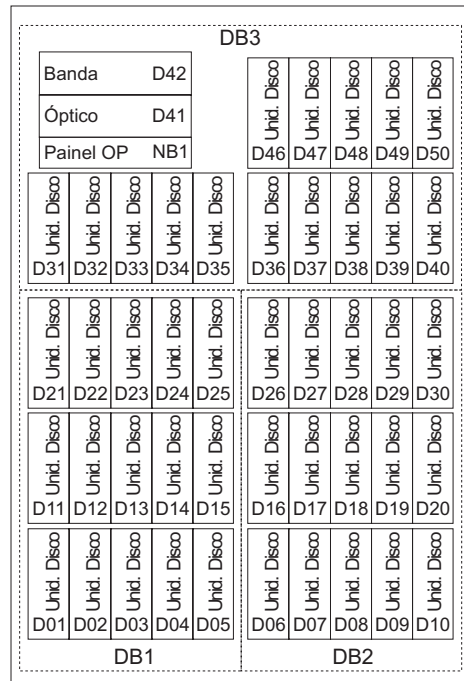 DB3
Banda D42
Óptico D41
Painel OP NB1
Unid. Disco Unid. Disco Unid. Disco Unid. Disco Unid. Disco
D46 D47 D48 D49 D50
Unid. Disco Unid. Disco Unid. Disco Unid. Disco Unid. Disco
D31 D32 D33 D34 D35
Unid. Disco Unid. Disco Unid. Disco Unid. Disco Unid. Disco
D36 D37 D38 D39 D40
Unid. Disco Unid. Disco Unid. Disco Unid. Disco Unid. Disco
D21 D22 D23 D24 D25
Unid. Disco Unid. Disco Unid. Disco Unid. Disco Unid. Disco
D26 D27 D28 D29 D30
Unid. Disco Unid. Disco Unid. Disco Unid. Disco Unid. Disco
D11 D12 D13 D14 D15
Unid. Disco Unid. Disco Unid. Disco Unid. Disco Unid. Disco
D16 D17 D18 D19 D20
Unid. Disco Unid. Disco Unid. Disco Unid. Disco Unid. Disco
D01 D02 D03 D04 D05
Unid. Disco Unid. Disco Unid. Disco Unid. Disco Unid. Disco
D06 D07 D08 D09 D10
DB1
DB2